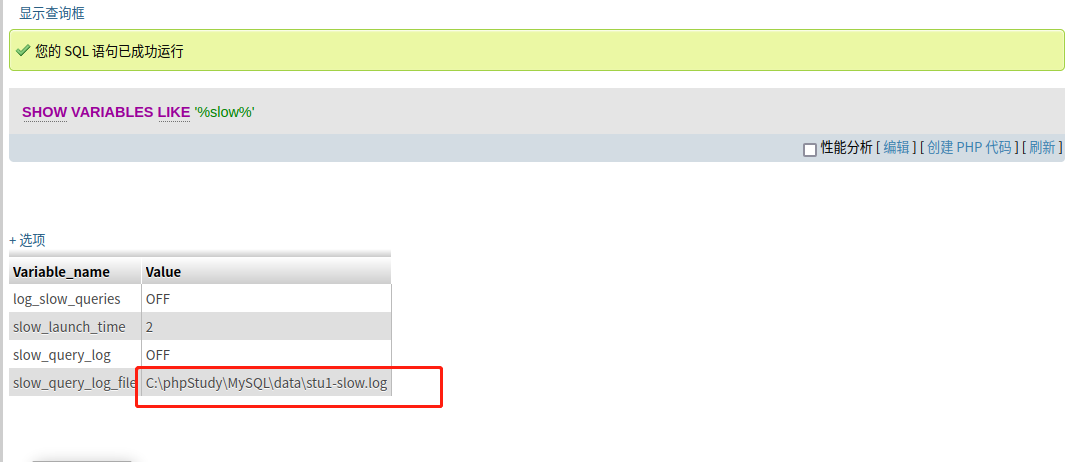 显示查询框
您的 SQL 语句已成功运行
SHOW VARIABLES LIKE '%slow%'
性能分析 [ 编辑 ] [ 创建 PHP 代码 ] [ 刷新 ]
+ 选项
Variable_name Value
log_slow_queries OFF
slow_launch_time 2
slow_query_log OFF
slow_query_log_file C:\phpStudy\MySQL\data\stu1-slow.log